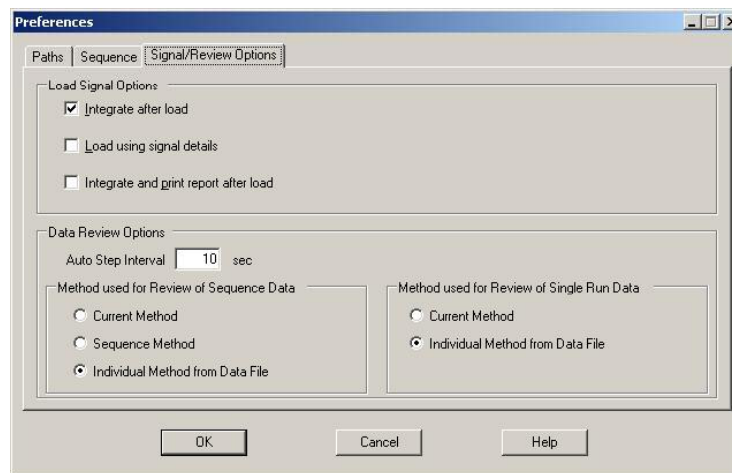 Preferences
Paths
Sequence
Signal/Review Options
Load Signal Options
Integrate after load
Load using signal details
Integrate and print report after load
Data Review Options
Auto Step Interval 10 sec
Method used for Review of Sequence Data
Current Method
Sequence Method
Individual Method from Data File
Method used for Review of Single Run Data
Current Method
Individual Method from Data File
OK
Cancel
Help